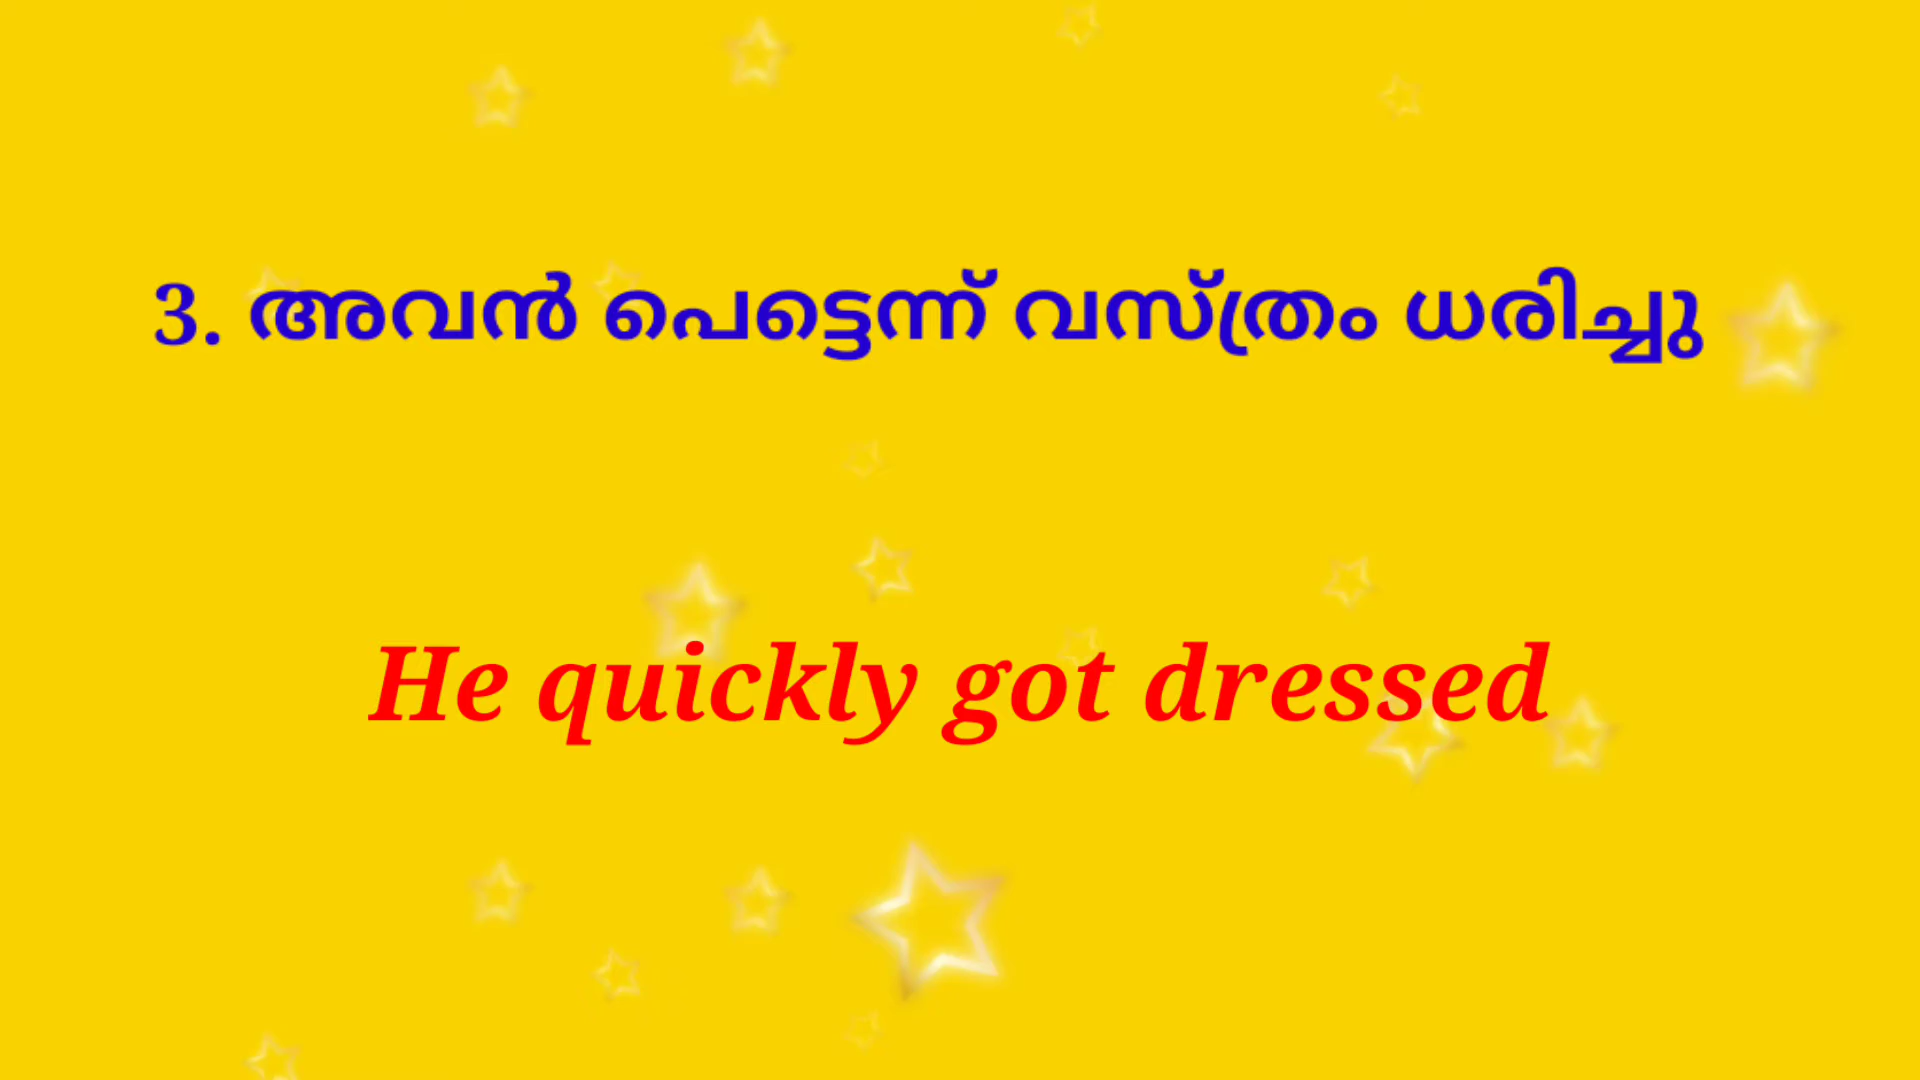 3. അവൻ പെട്ടെന്ന് വസ്ത്രം ധരിച്ചു
He quickly got dressed